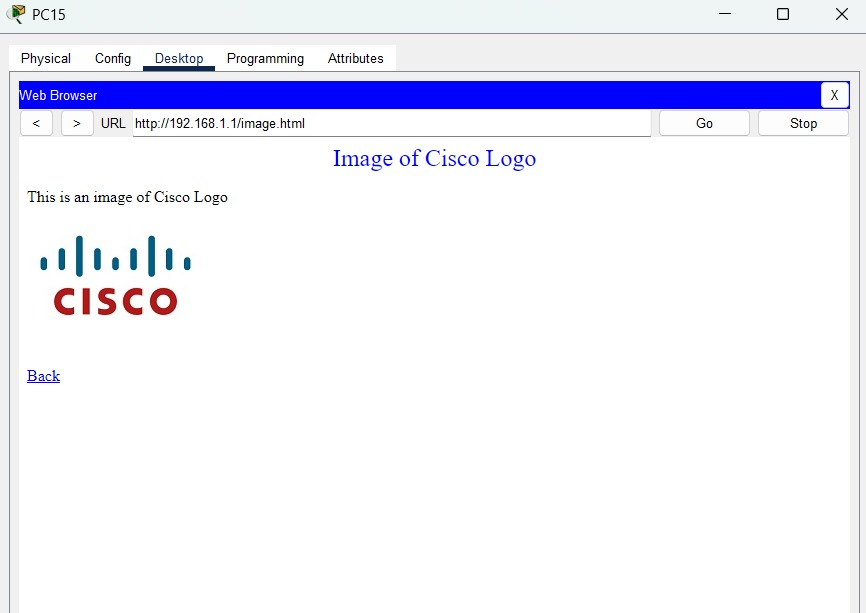 PC15
Physical Config Desktop Programming Attributes
Web Browser X
< > URL http://192.168.1.1/image.html Go Stop
Image of Cisco Logo
This is an image of Cisco Logo
CISCO
Back